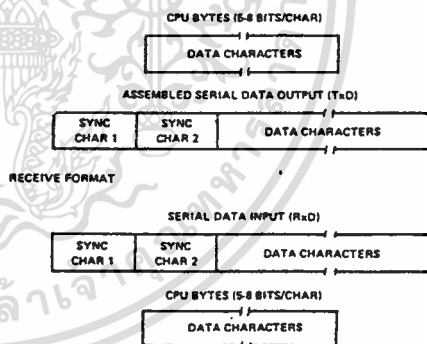 CPU BYTES (5-8 BITS/CHAR)
DATA CHARACTERS
ASSEMBLED SERIAL DATA OUTPUT (TxD)
SYNC CHAR 1
SYNC CHAR 2
DATA CHARACTERS
RECEIVE FORMAT
SERIAL DATA INPUT (RxD)
SYNC CHAR 1
SYNC CHAR 2
DATA CHARACTERS
CPU BYTES (5-8 BITS/CHAR)
DATA CHARACTERS